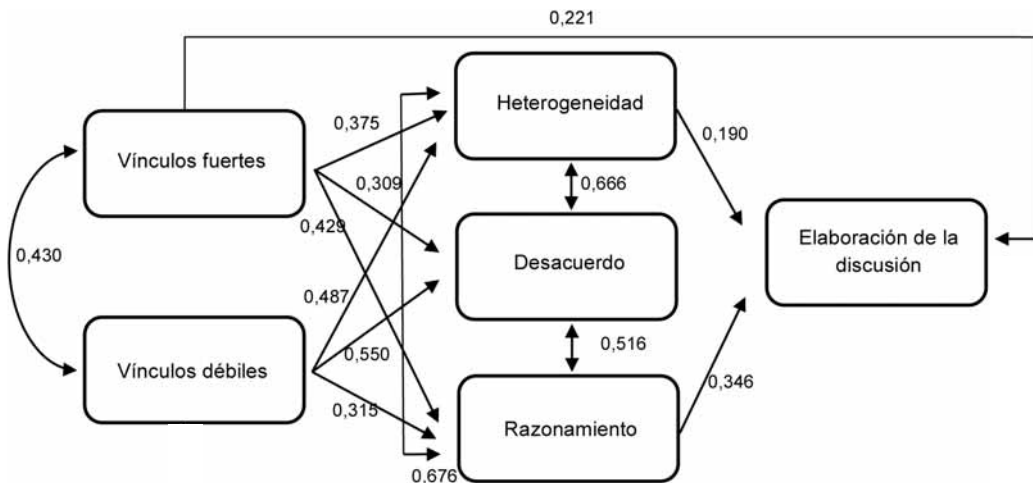 0,221
Heterogeneidad
Vínculos fuertes
0,375
0,190
0,309
0,666
0,429
0,430
Desacuerdo
Elaboración de la
discusión
0,487
0,550
0,516
Vínculos débiles
0,315
0,346
Razonamiento
0,676